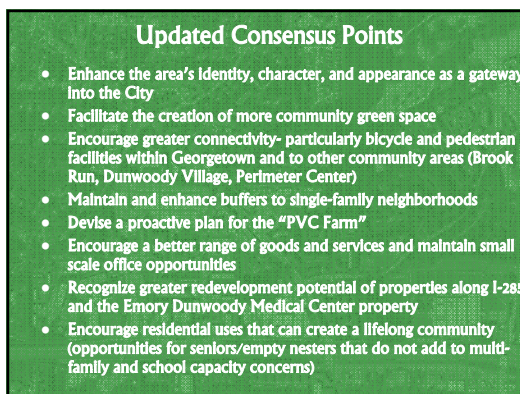 Updated Consensus Points
• Enhance the area's identity, character, and appearance as a gateway
into the City
• Facilitate the creation of more community green space
• Encourage greater connectivity- particularly bicycle and pedestrian
facilities within Georgetown and to other community areas (Brook
Run, Dunwoody Village, Perimeter Center)
• Maintain and enhance buffers to single-family neighborhoods
• Devise a proactive plan for the "PVC Farm"
• Encourage a better range of goods and services and maintain small
scale office opportunities
• Recognize greater redevelopment potential of properties along I-285
and the Emory Dunwoody Medical Center property
• Encourage residential uses that can create a lifelong community
(opportunities for seniors/empty nesters that do not add to multi-
family and school capacity concerns)